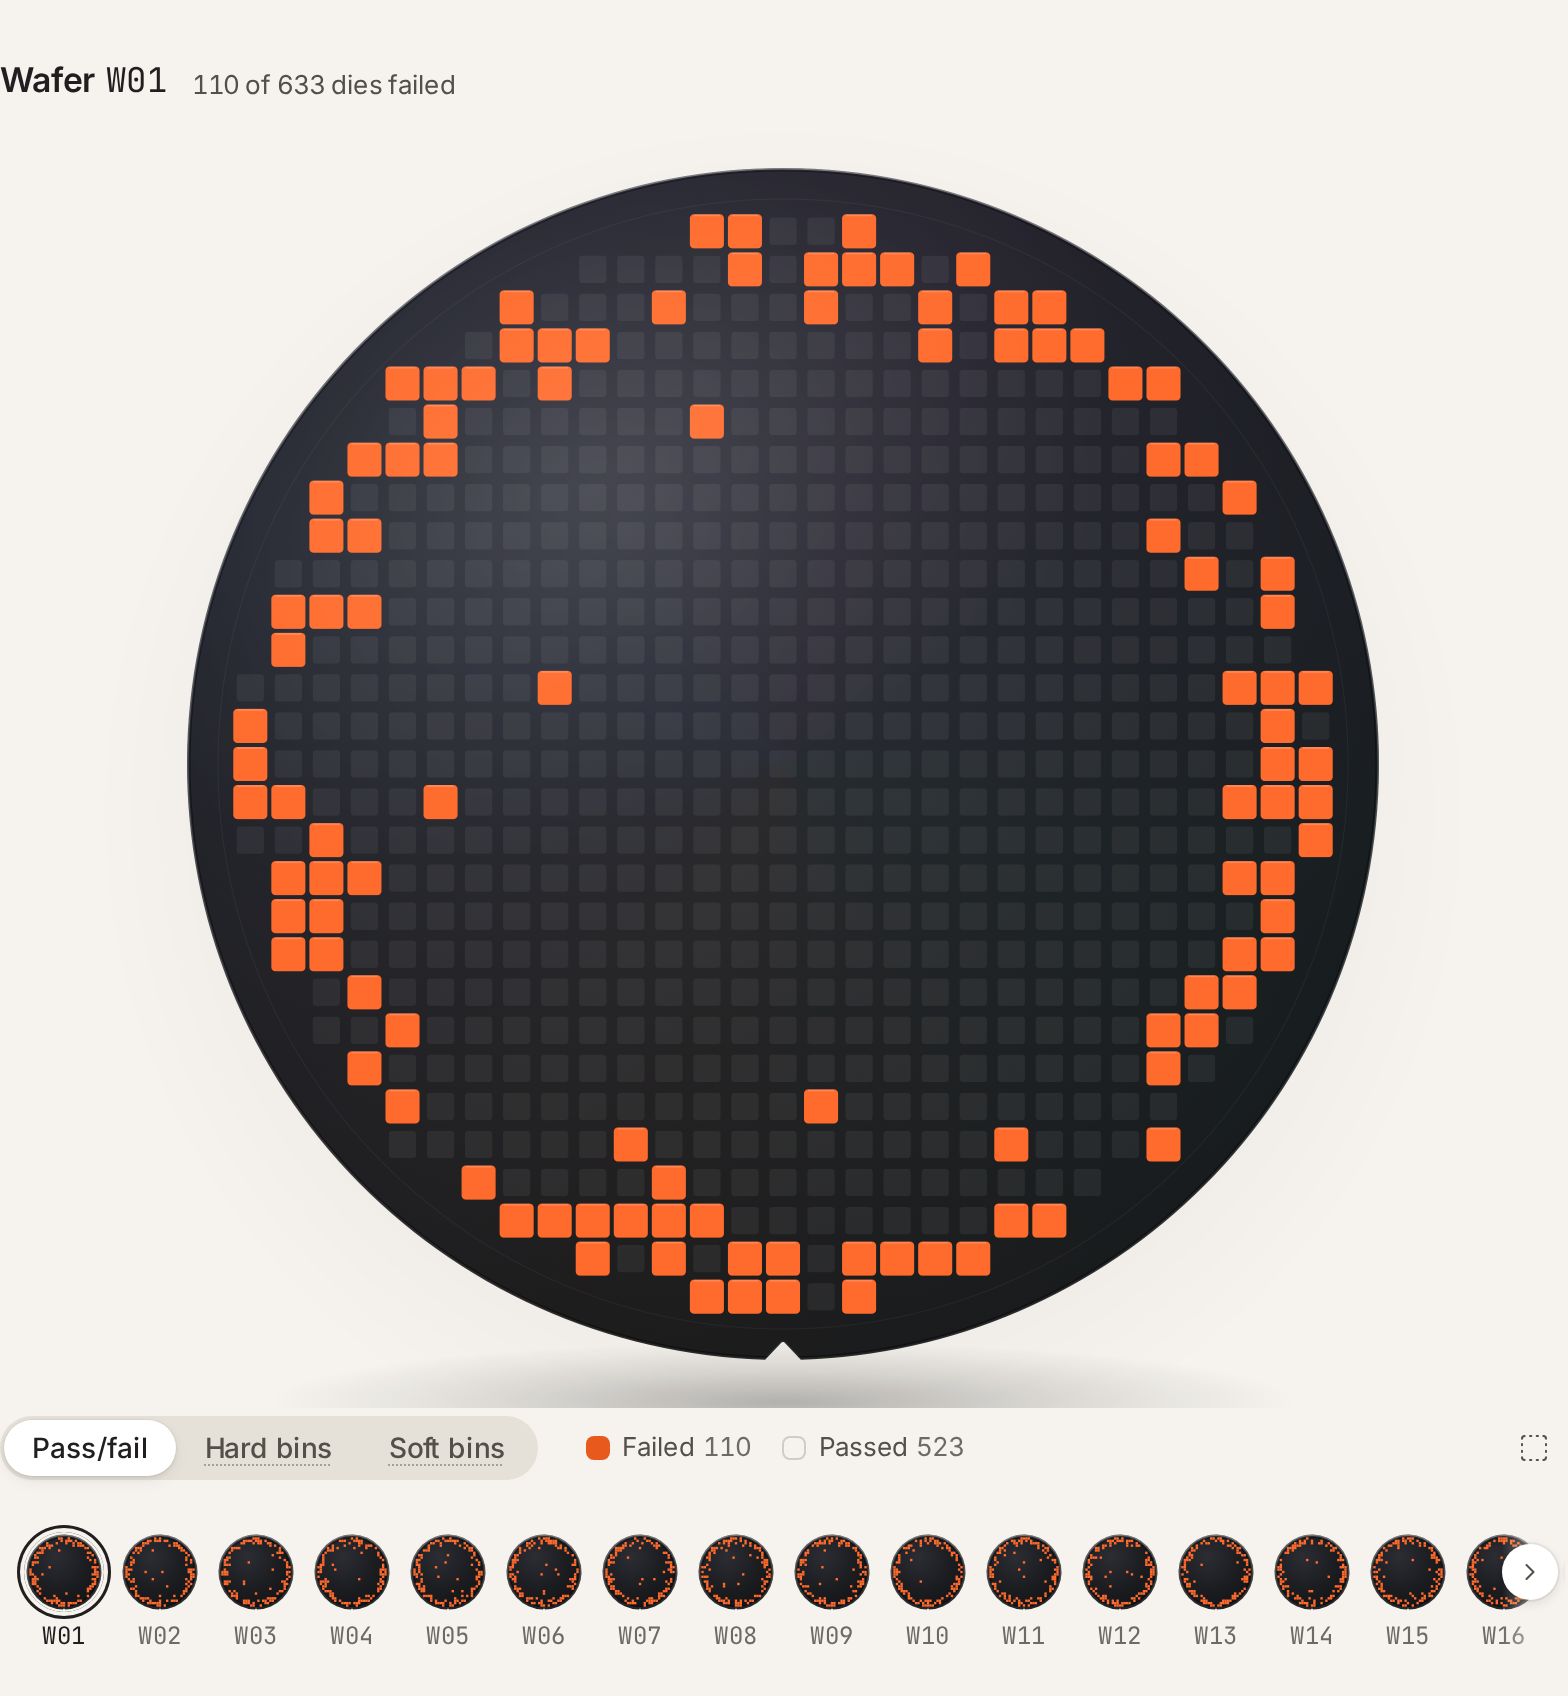 Wafer W01 110 of 633 dies failed
Pass/fail Hard bins Soft bins Failed 110 Passed 523
W01 W02 W03 W04 W05 W06 W07 W08 W09 W10 W11 W12 W13 W14 W15 W16